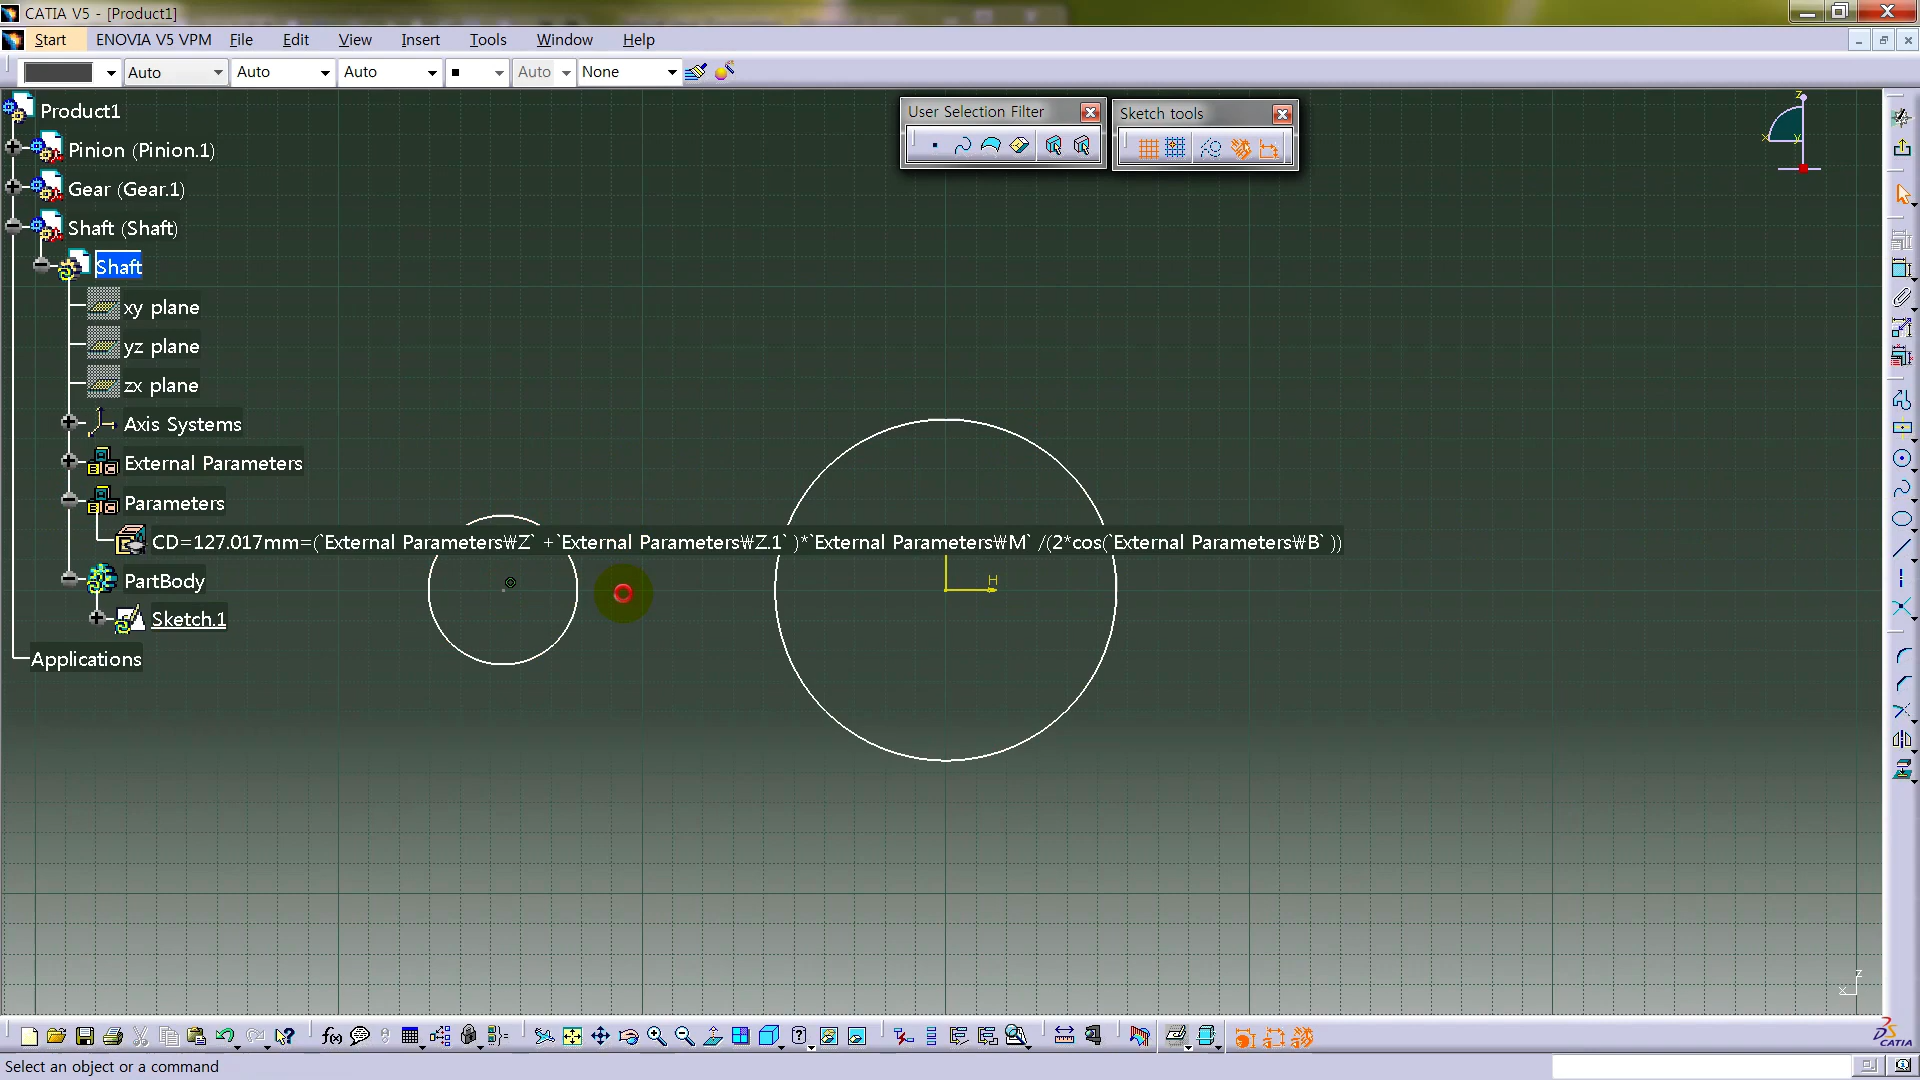 CATIA V5 - [Product1]
Start ENOVIA V5 VPM File Edit View Insert Tools Window Help
Auto Auto Auto Auto None
User Selection Filter
Sketch tools
z
x
y
Product1
Pinion (Pinion.1)
Gear (Gear.1)
Shaft (Shaft)
Shaft
xy plane
yz plane
zx plane
Axis Systems
External Parameters
Parameters
CD=127.017mm=(`External Parameters₩Z` +`External Parameters₩Z.1` )*`External Parameters₩M` /(2*cos(`External Parameters₩B` ))
PartBody
H
Sketch.1
Applications
z
x
CATIA
Select an object or a command